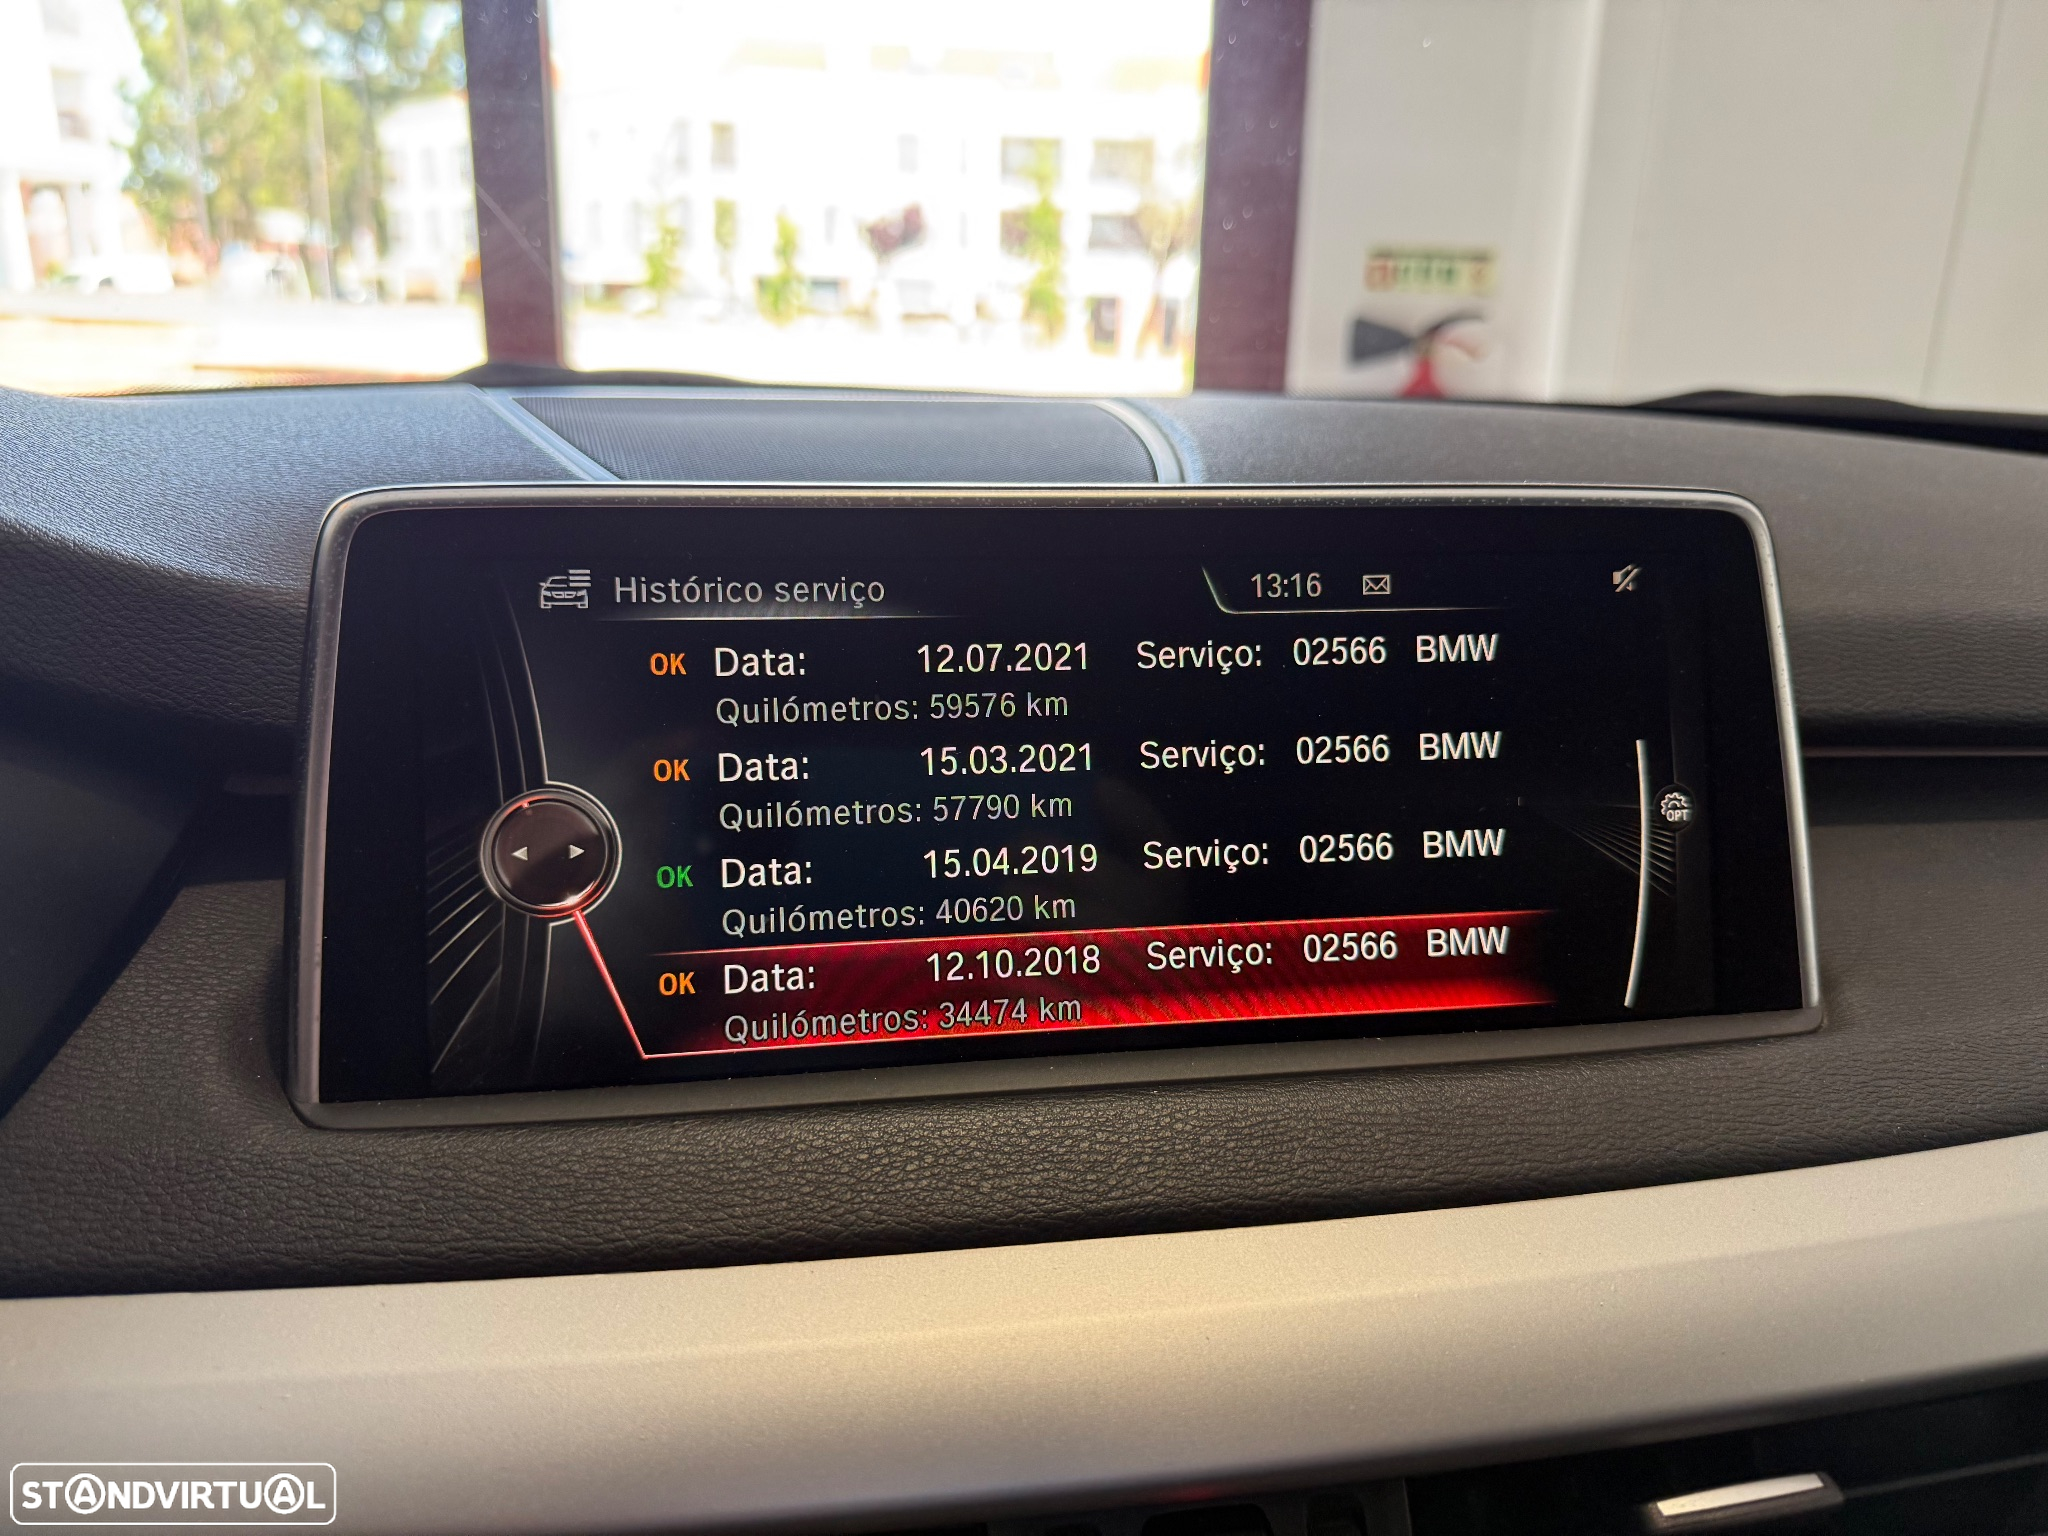 Histórico serviço 13:16
OK Data: 12.07.2021 Serviço: 02566 BMW
Quilómetros: 59576 km
OK Data: 15.03.2021 Serviço: 02566 BMW
Quilómetros: 57790 km
OPT
OK Data: 15.04.2019 Serviço: 02566 BMW
Quilómetros: 40620 km
OK Data: 12.10.2018 Serviço: 02566 BMW
Quilómetros: 34474 km
STANDVIRTUAL